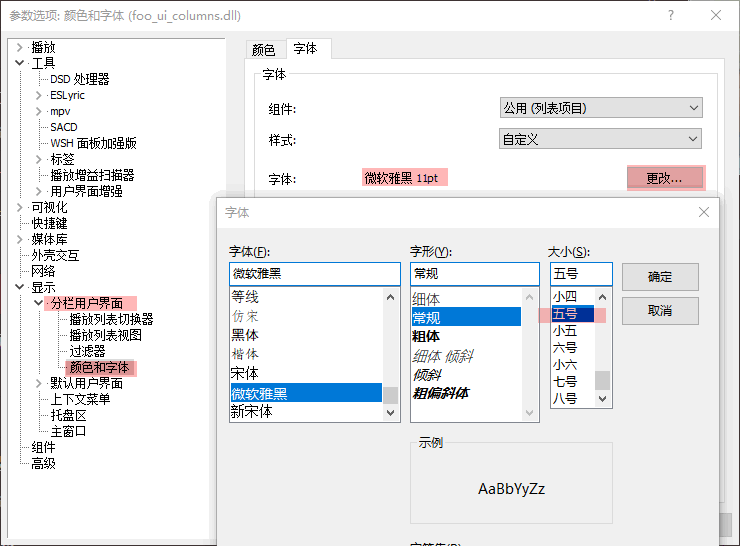 参数选项: 颜色和字体 (foo_ui_columns.dll)
播放
工具
DSD 处理器
ESLyric
mpv
SACD
WSH 面板加强版
标签
播放增益扫描器
用户界面增强
可视化
快捷键
媒体库
外壳交互
网络
显示
分栏用户界面
播放列表切换器
播放列表视图
过滤器
颜色和字体
默认用户界面
上下文菜单
托盘区
主窗口
组件
高级
颜色 字体
字体
组件: 公用 (列表项目)
样式: 自定义
字体: 微软雅黑 11pt 更改...
字体
字体(F):
微软雅黑
等线
仿宋
黑体
楷体
宋体
微软雅黑
新宋体
字形(Y):
常规
细体
常规
粗体
细体 倾斜
倾斜
粗偏斜体
大小(S):
五号
小四
五号
小五
六号
小六
七号
八号
确定
取消
示例
AaBbYyZz